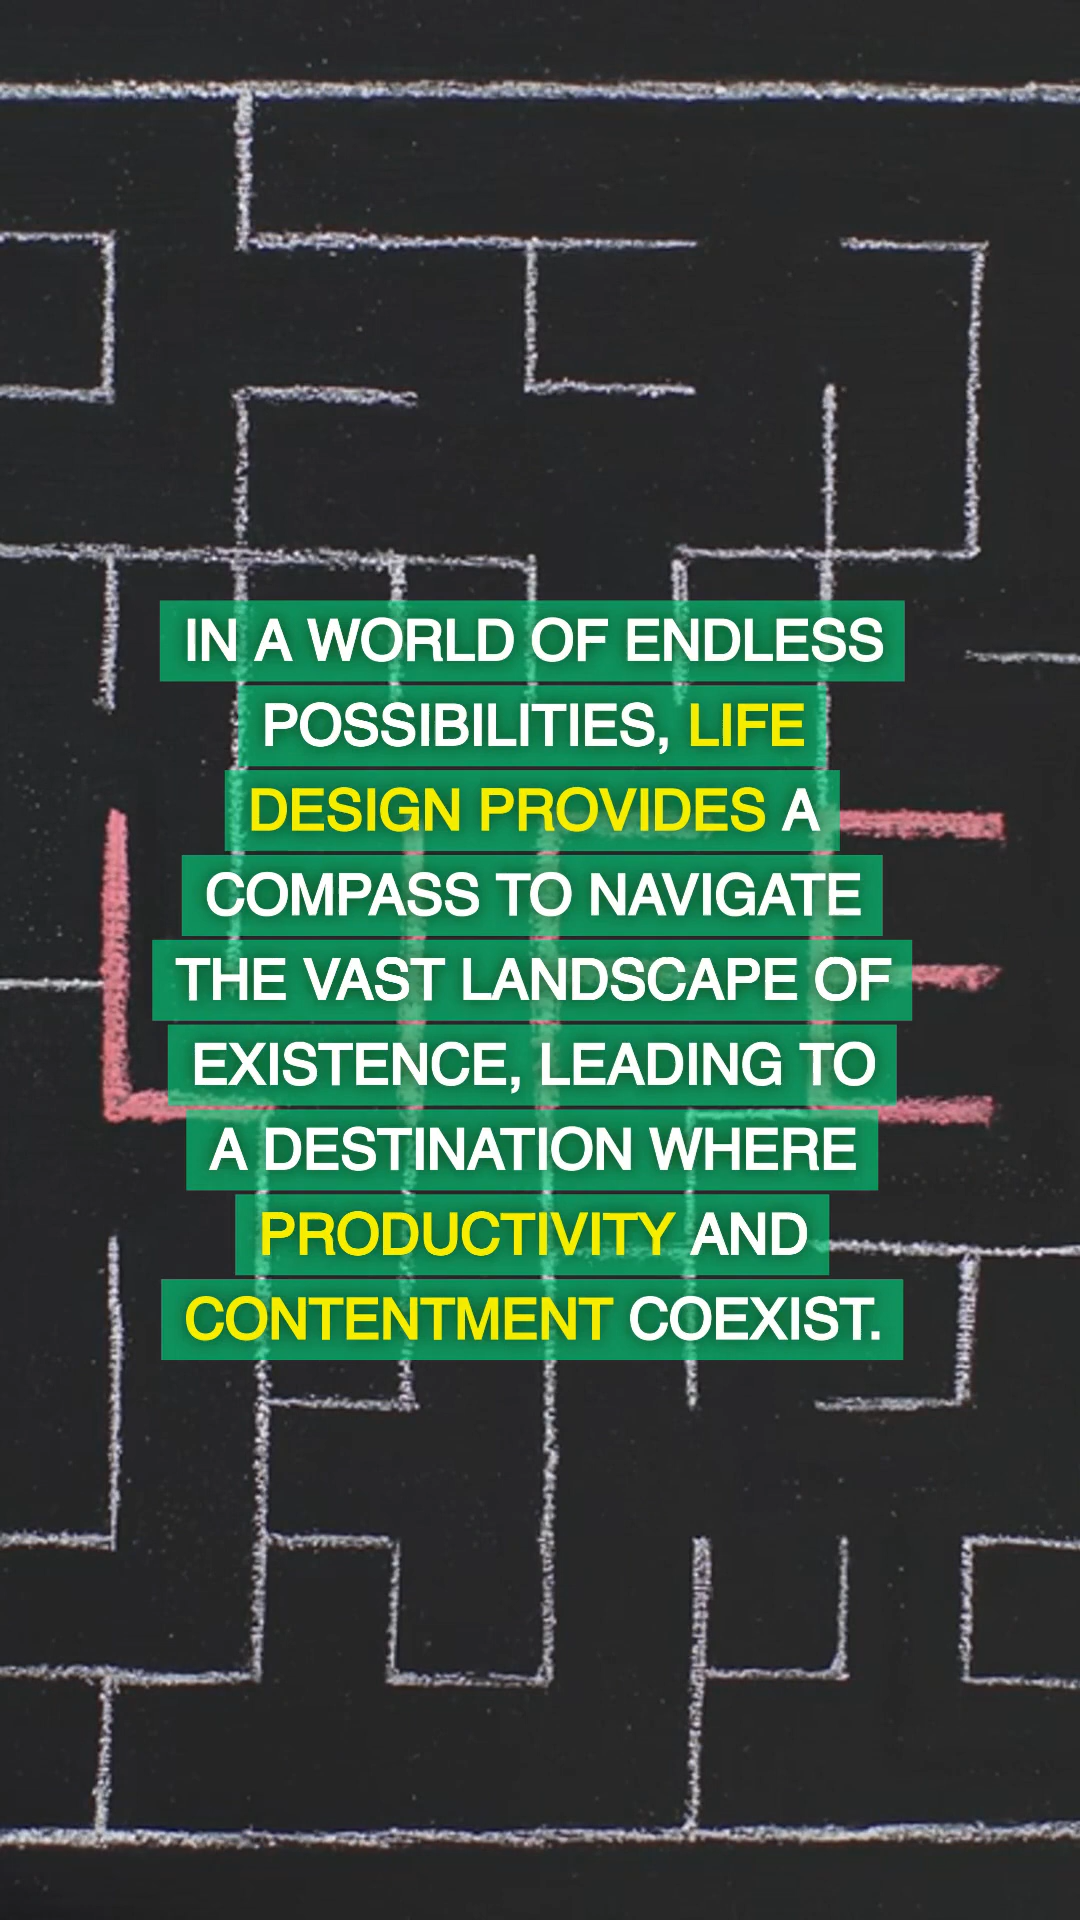 IN A WORLD OF ENDLESS
POSSIBILITIES, LIFE
DESIGN PROVIDES A
COMPASS TO NAVIGATE
THE VAST LANDSCAPE OF
EXISTENCE, LEADING TO
A DESTINATION WHERE
PRODUCTIVITY AND
CONTENTMENT COEXIST.